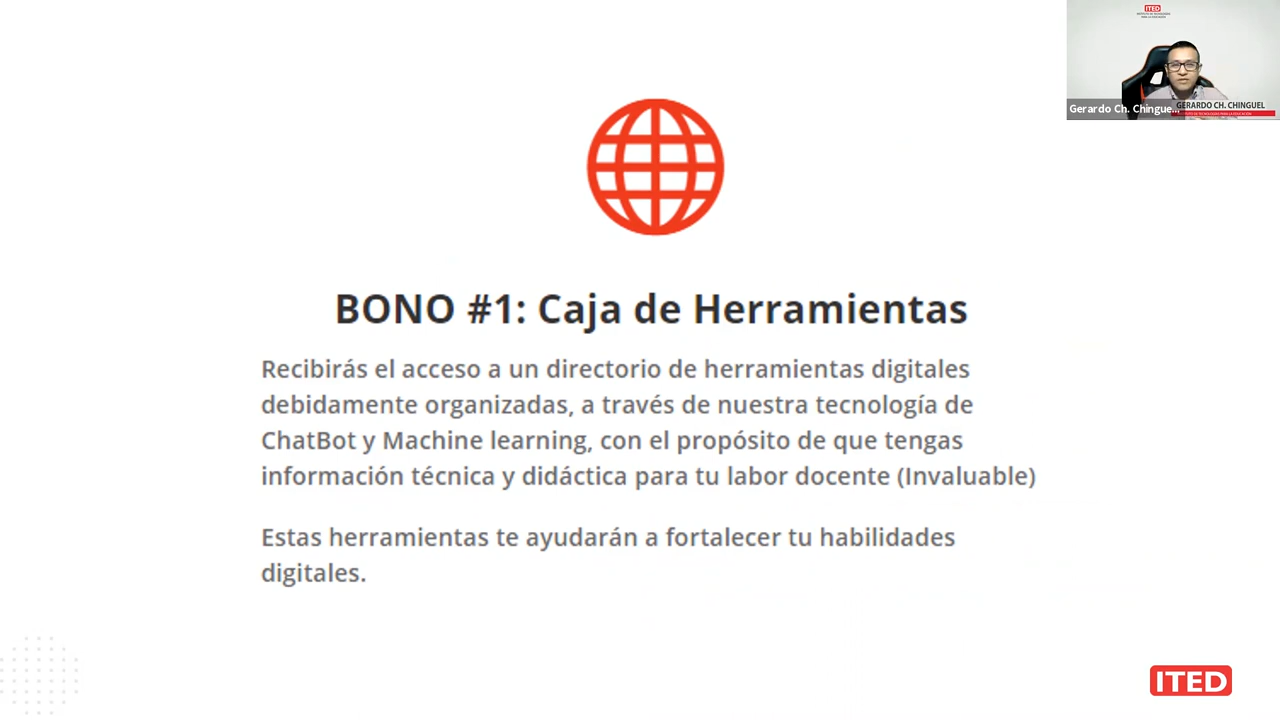 ITED
Gerardo Ch. Chingue...
GERARDO CH. CHINGUEL
BONO #1: Caja de Herramientas
Recibirás el acceso a un directorio de herramientas digitales
debidamente organizadas, a través de nuestra tecnología de
ChatBot y Machine learning, con el propósito de que tengas
información técnica y didáctica para tu labor docente (Invaluable)
Estas herramientas te ayudarán a fortalecer tu habilidades
digitales.
ITED